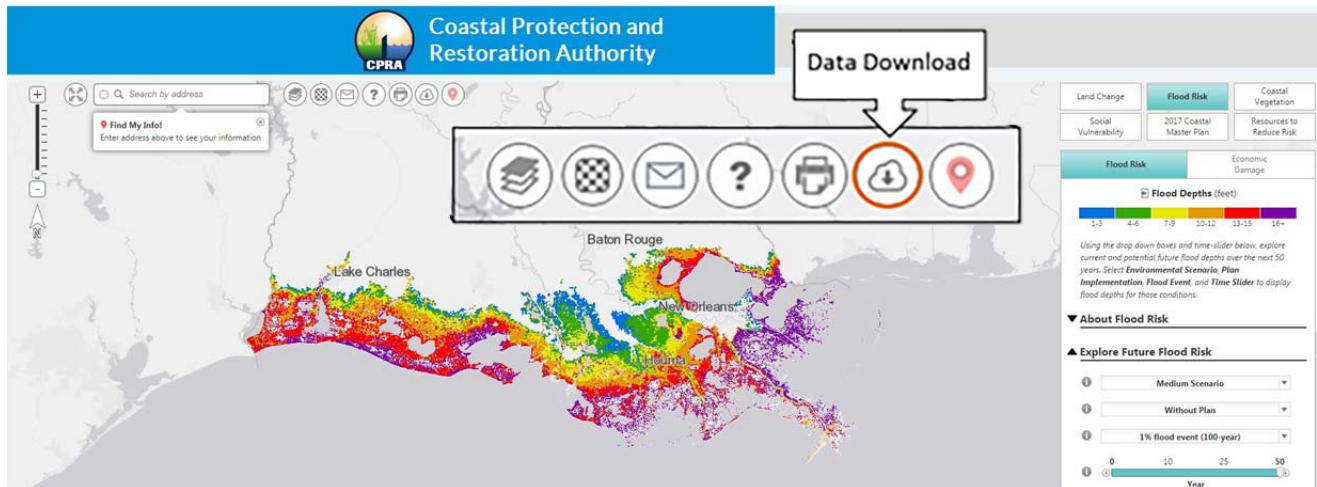 Coastal Protection and
Restoration Authority
CPRA
Data Download
Search by address
Find My Info!
Enter address above to see your information
?
?
Baton Rouge
Lake Charles
New Orleans
Houma
Land Change
Flood Risk
Coastal
Vegetation
Social
Vulnerability
2017 Coastal
Master Plan
Resources to
Reduce Risk
Flood Risk
Economic
Damage
Flood Depths (feet)
1-3 4-6 7-9 10-12 13-15 16+
Using the drop down boxes and time-slider below, explore
current and potential future flood depths over the next 50
years. Select Environmental Scenario, Plan
Implementation, Flood Event, and Time Slider to display
flood depths for those conditions.
About Flood Risk
Explore Future Flood Risk
Medium Scenario
Without Plan
1% flood event (100-year)
0 10 25 50
Year